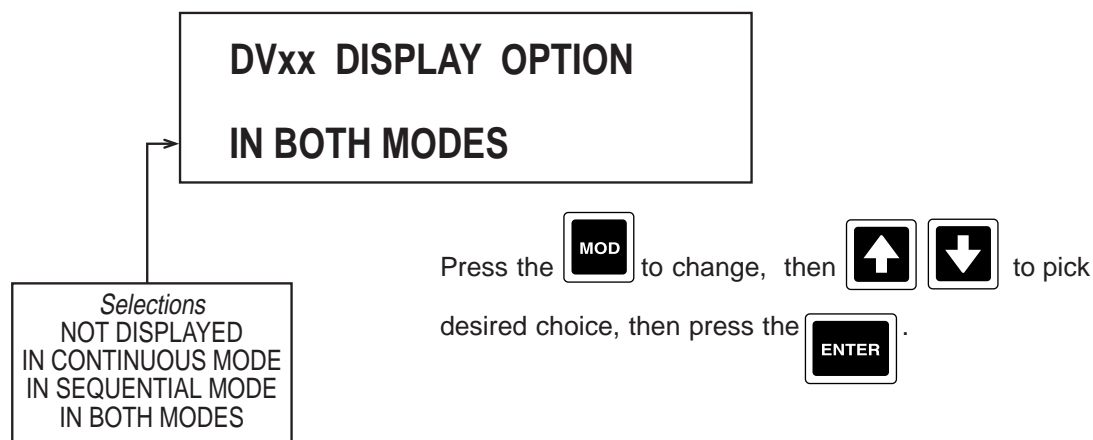 DVxx DISPLAY OPTION
IN BOTH MODES
Press the MOD to change, then to pick
desired choice, then press the ENTER.
Selections
NOT DISPLAYED
IN CONTINUOUS MODE
IN SEQUENTIAL MODE
IN BOTH MODES